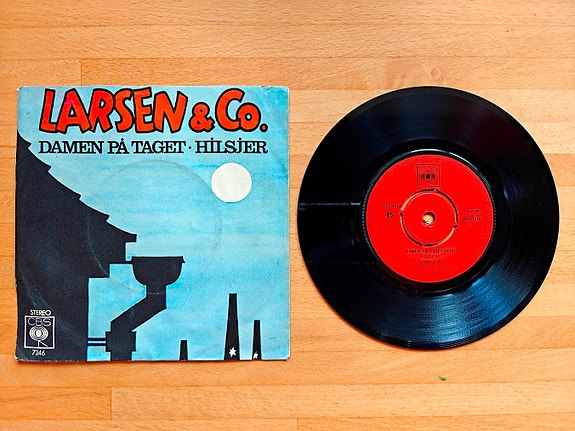 LARSEN & CO.
DAMEN PÅ TAGET · HILSJER
STEREO
CBS
7246
45